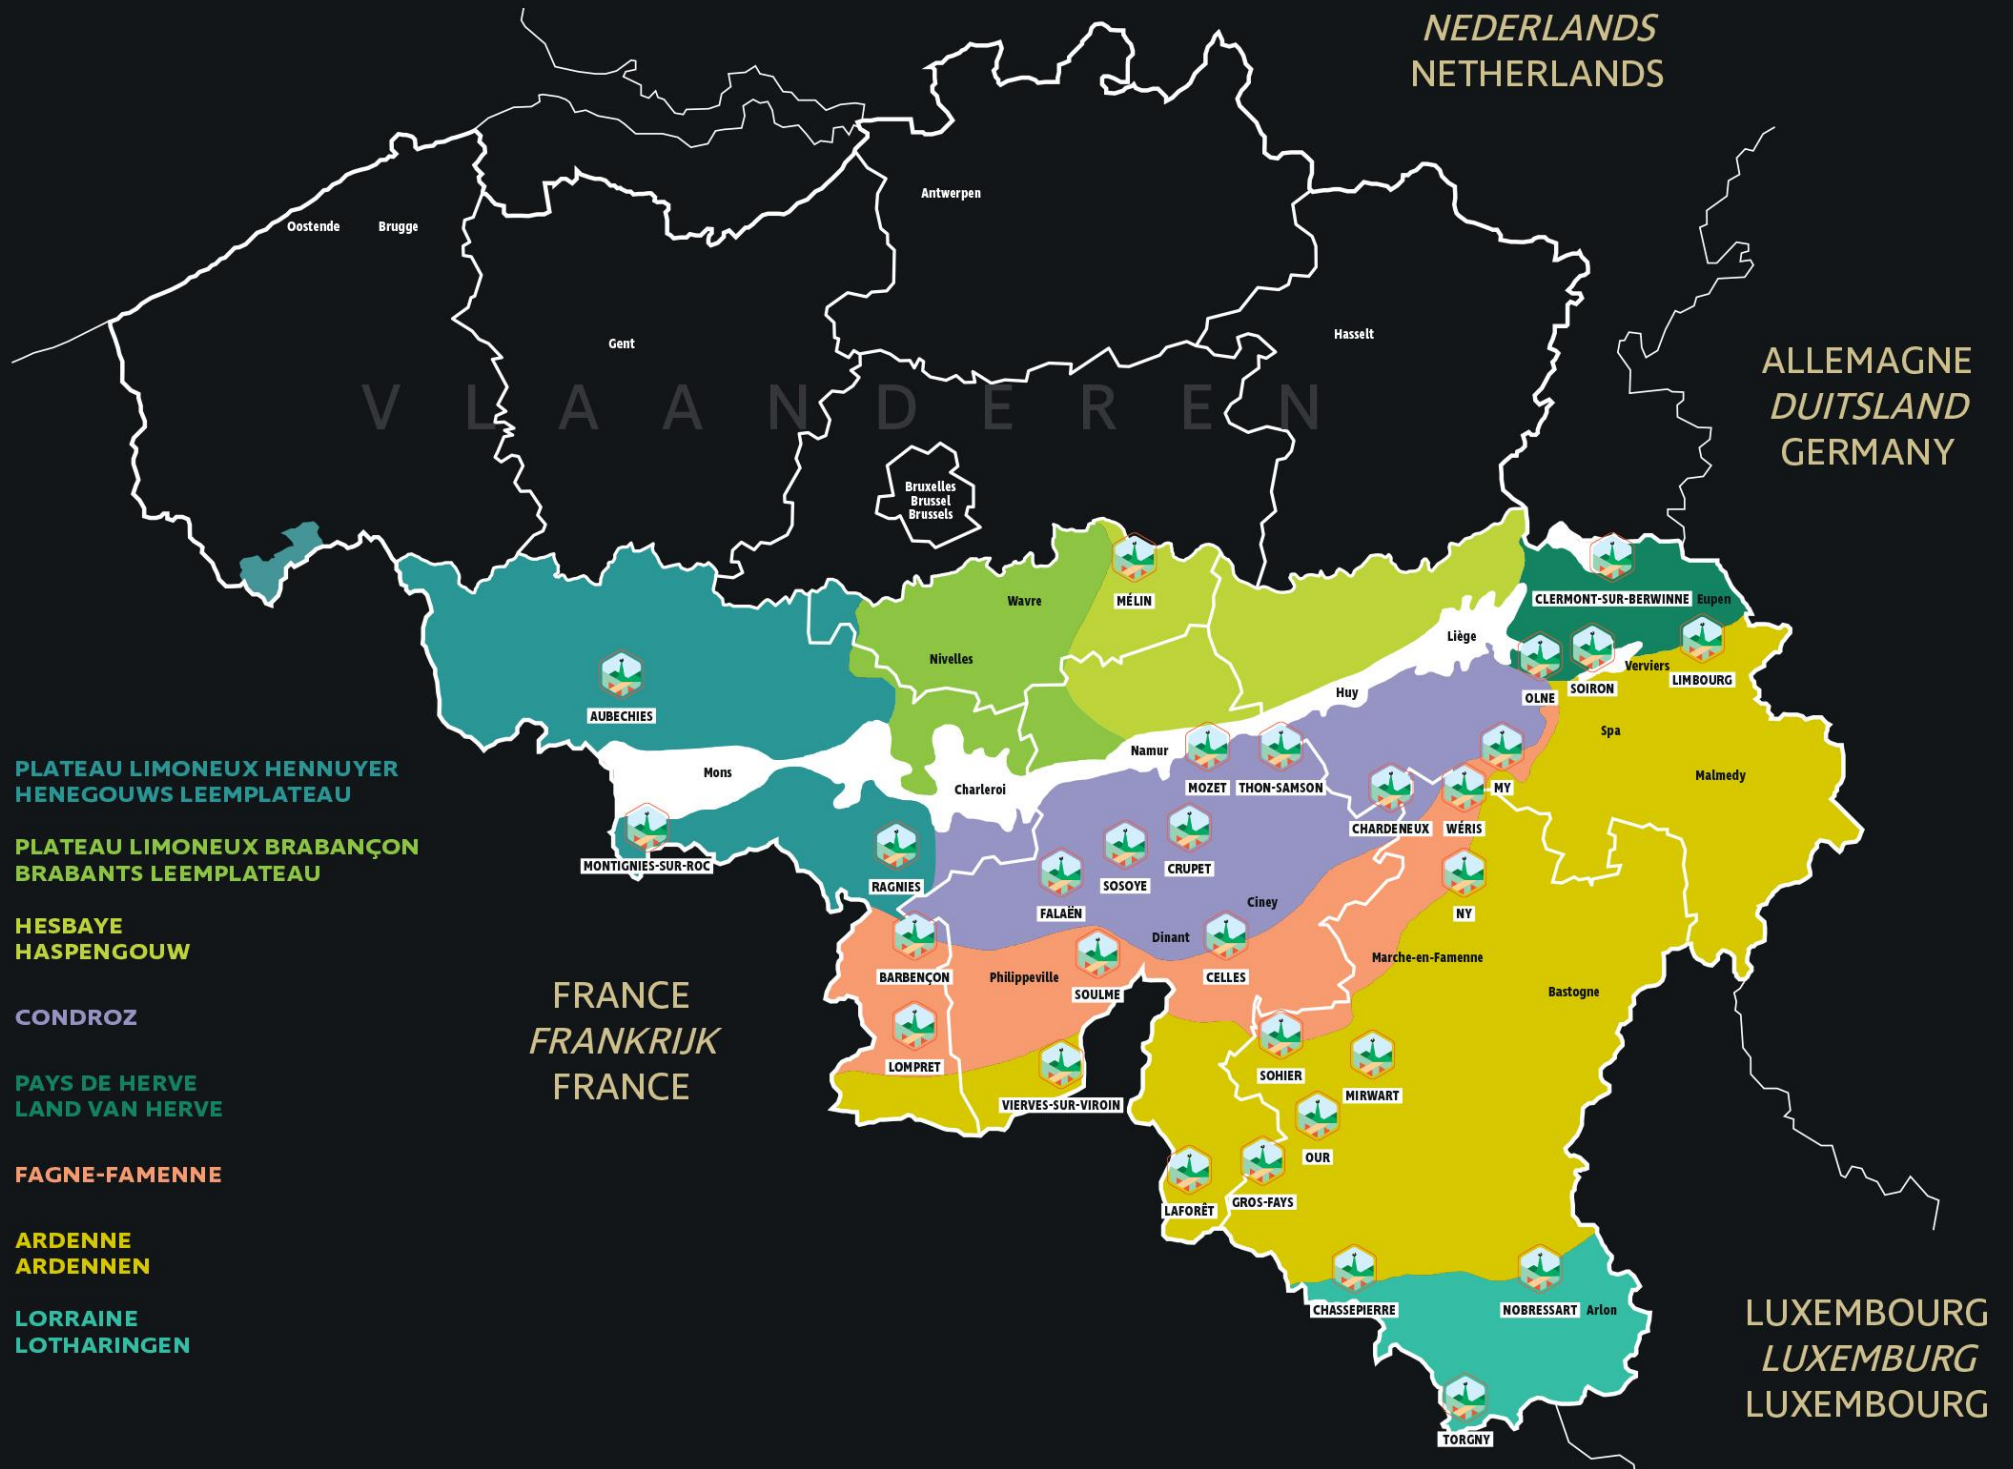 NEDERLANDS
NETHERLANDS
Antwerpen
Oostende
Brugge
Gent
Hasselt
VLAANDEREN
ALLEMAGNE
DUITSLAND
GERMANY
Bruxelles
Brussel
Brussels
Wavre
MÉLIN
CLERMONT-SUR-BERWINNE
Eupen
Liège
Nivelles
Verviers
LIMBOURG
SOIRON
OLNE
Huy
AUBECHIES
Spa
Namur
Mons
Malmedy
Charleroi
MOZET
THON-SAMSON
MY
CHARDENEUX
WÉRIS
MONTIGNIES-SUR-ROC
CRUPET
RAGNIES
SOSOYE
Ciney
FALAËN
NY
Dinant
Marche-en-Famenne
BARBENÇON
Philippeville
CELLES
SOULME
Bastogne
LOMPRET
SOHIER
MIRWART
VIERVES-SUR-VIROIN
OUR
GROS-FAYS
LAFORÊT
CHASSEPIERRE
NOBRESSART
Arlon
TORGNY
PLATEAU LIMONEUX HENNUYER
HENEGOUWS LEEMPLATEAU
PLATEAU LIMONEUX BRABANÇON
BRABANTS LEEMPLATEAU
HESBAYE
HASPENGOUW
CONDROZ
PAYS DE HERVE
LAND VAN HERVE
FAGNE-FAMENNE
ARDENNE
ARDENNEN
LORRAINE
LOTHARINGEN
FRANCE
FRANKRIJK
FRANCE
LUXEMBOURG
LUXEMBURG
LUXEMBOURG